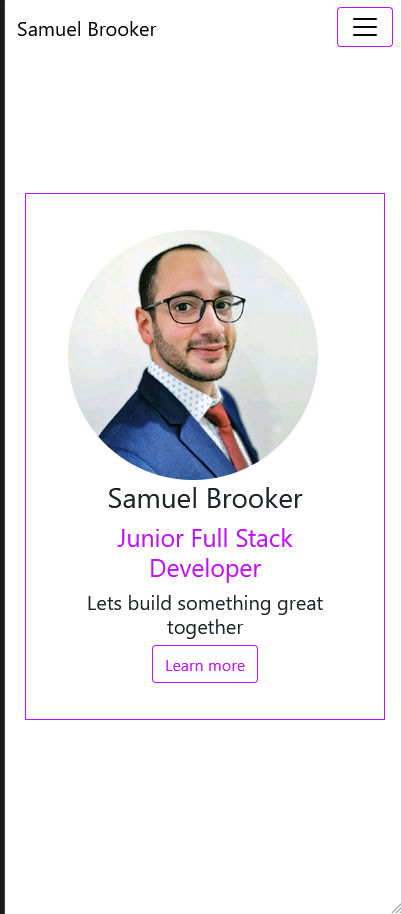 Samuel Brooker
Samuel Brooker
Junior Full Stack
Developer
Lets build something great
together
Learn more